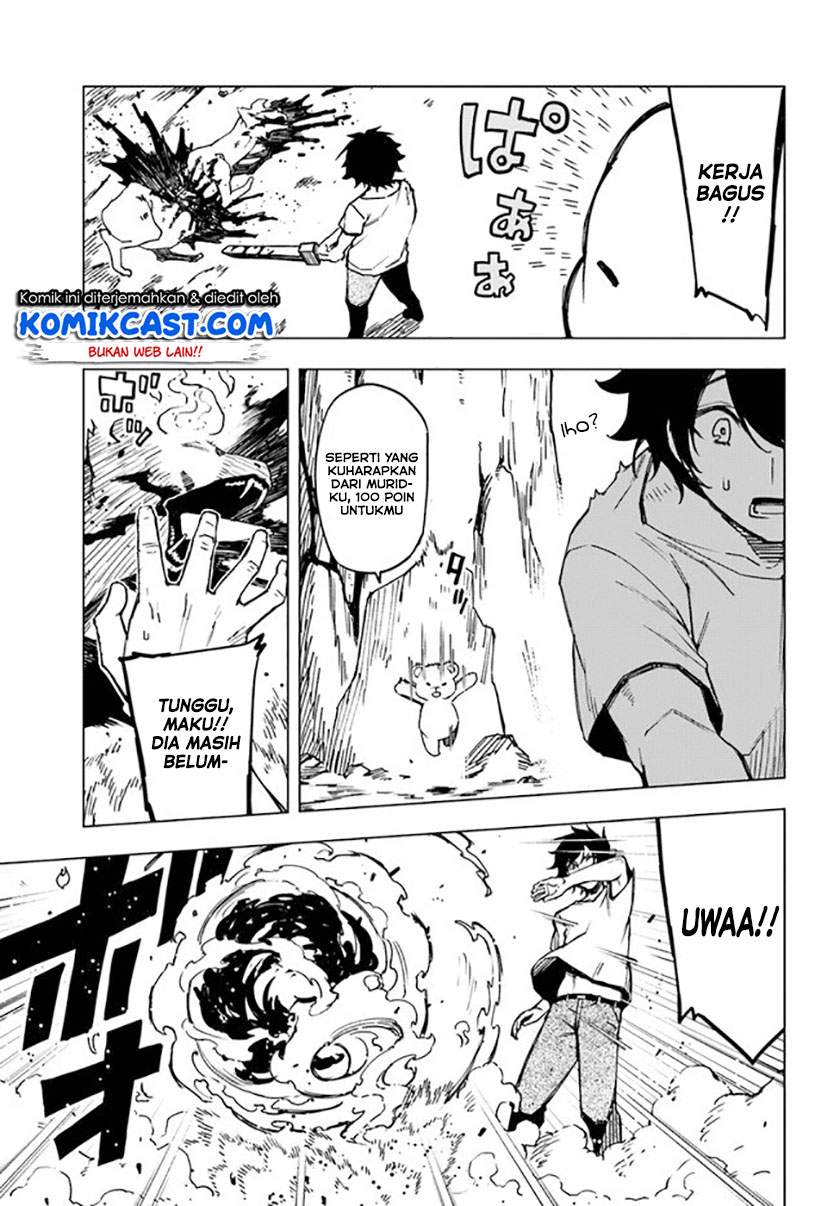 KERJA
BAGUS
!!
ぱぁぁぁ
Komik ini diterjemahkan & diedit oleh
KOMIKCAST.COM
BUKAN WEB LAIN!!
lho?
SEPERTI YANG
KUHARAPKAN
DARI MURID-
KU, 100 POIN
UNTUKMU
TUNGGU,
MAKU!!
DIA MASIH
BELUM-
UWAA!!